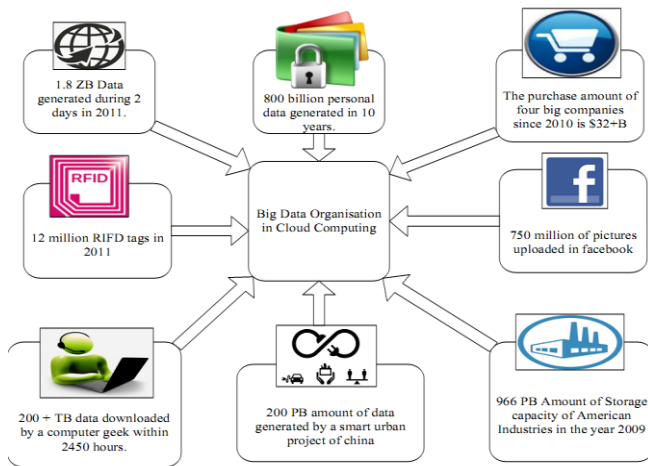 1.8 ZB Data
generated during 2
days in 2011.
800 billion personal
data generated in 10
years.
The purchase amount of
four big companies
since 2010 is $32+B
RFID
12 million RIFD tags in
2011
Big Data Organisation
in Cloud Computing
f
750 million of pictures
uploaded in facebook
200 + TB data downloaded
by a computer geek within
2450 hours.
200 PB amount of data
generated by a smart urban
project of china
966 PB Amount of Storage
capacity of American
Industries in the year 2009